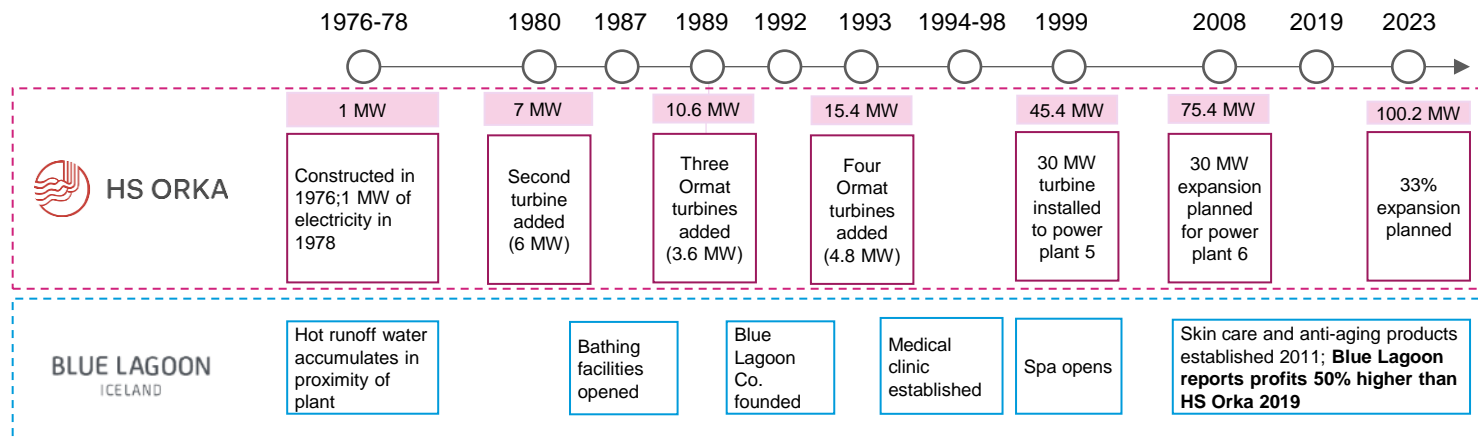 1976-78 1980 1987 1989 1992 1993 1994-98 1999 2008 2019 2023
1 MW 7 MW 10.6 MW 15.4 MW 45.4 MW 75.4 MW 100.2 MW
HS ORKA
Constructed in
1976;1 MW of
electricity in
1978
Second
turbine
added
(6 MW)
Three
Ormat
turbines
added
(3.6 MW)
Four
Ormat
turbines
added
(4.8 MW)
30 MW
turbine
installed
to power
plant 5
30 MW
expansion
planned
for power
plant 6
33%
expansion
planned
BLUE LAGOON
ICELAND
Hot runoff water
accumulates in
proximity of
plant
Bathing
facilities
opened
Blue
Lagoon
Co.
founded
Medical
clinic
established
Spa opens
Skin care and anti-aging products
established 2011; Blue Lagoon
reports profits 50% higher than
HS Orka 2019